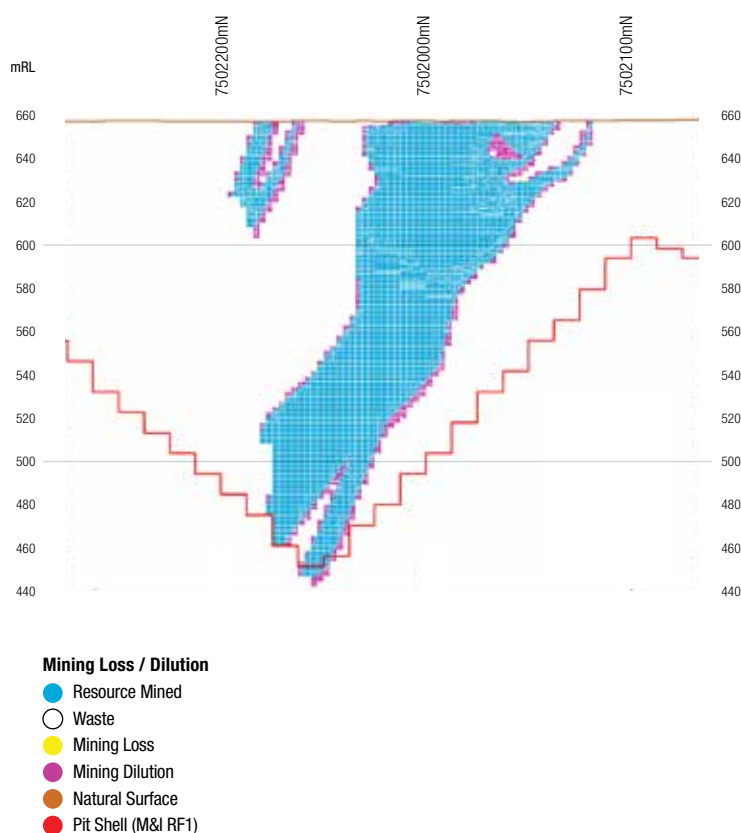 mRL
7502200mN
7502000mN
7502100mN
660 660
640 640
620 620
600 600
580 580
560 560
540 540
520 520
500 500
480 480
460 460
440 440
Mining Loss / Dilution
Resource Mined
Waste
Mining Loss
Mining Dilution
Natural Surface
Pit Shell (M&I RF1)